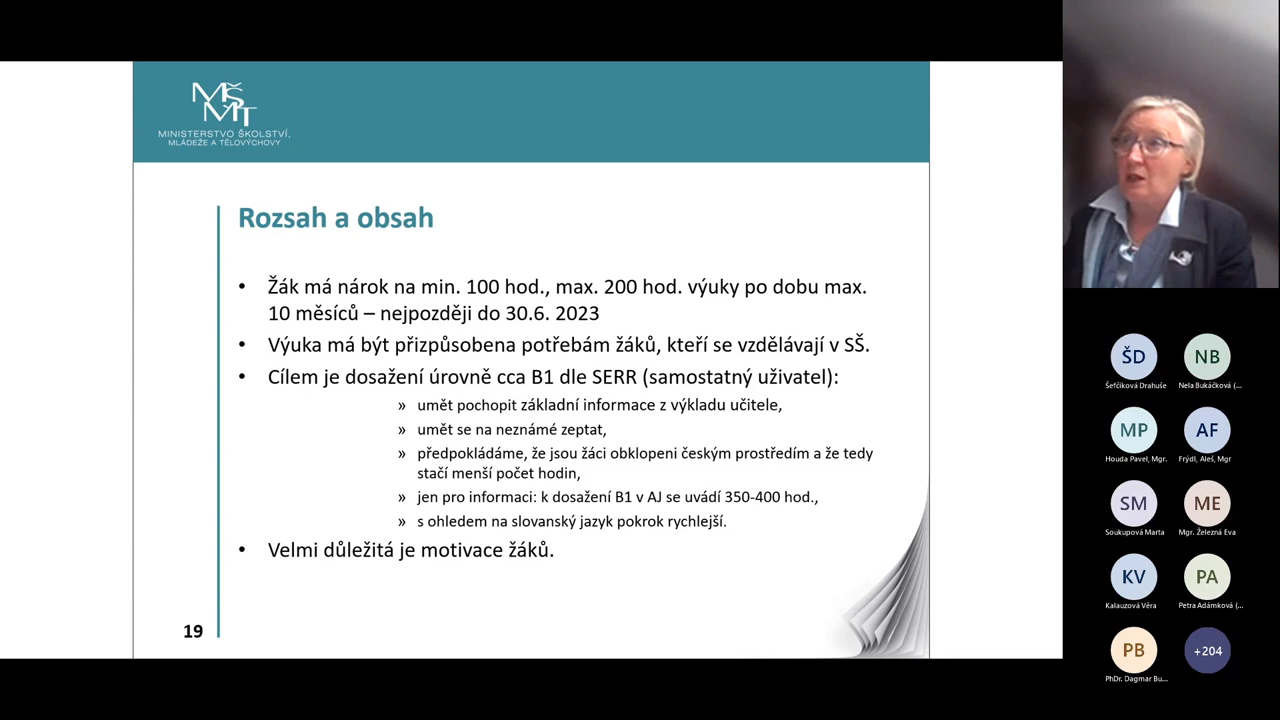 MŠMT
MINISTERSTVO ŠKOLSTVÍ,
MLÁDEŽE A TĚLOVÝCHOVY
Rozsah a obsah
• Žák má nárok na min. 100 hod., max. 200 hod. výuky po dobu max.
10 měsíců – nejpozději do 30.6. 2023
• Výuka má být přizpůsobena potřebám žáků, kteří se vzdělávají v SŠ.
• Cílem je dosažení úrovně cca B1 dle SERR (samostatný uživatel):
» umět pochopit základní informace z výkladu učitele,
» umět se na neznámé zeptat,
» předpokládáme, že jsou žáci obklopeni českým prostředím a že tedy
stačí menší počet hodin,
» jen pro informaci: k dosažení B1 v AJ se uvádí 350-400 hod.,
» s ohledem na slovanský jazyk pokrok rychlejší.
• Velmi důležitá je motivace žáků.
19
ŠD
Šefčíková Drahuše
NB
Nela Bukáčková (...
MP
Houda Pavel, Mgr.
AF
Frýdl, Aleš, Mgr
SM
Soukupová Marta
ME
Mgr. Železná Eva
KV
Kalauzová Věra
PA
Petra Adámková (...
PB
PhDr. Dagmar Bu...
+204